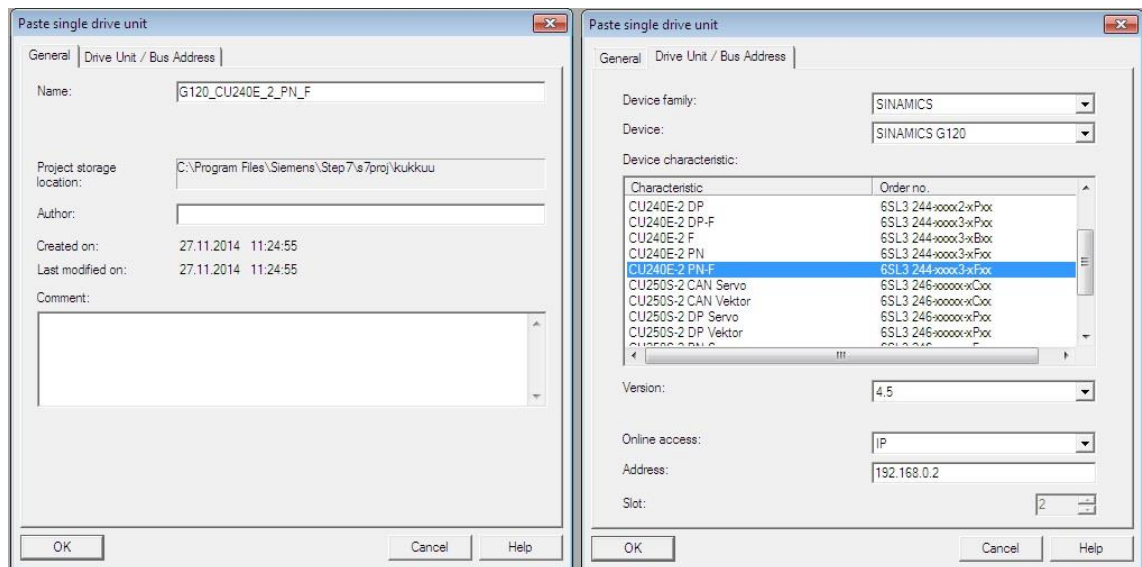 Paste single drive unit
General Drive Unit / Bus Address
Name: G120_CU240E_2_PN_F
Project storage location: C:\Program Files\Siemens\Step7\s7proj\kukkuu
Author:
Created on: 27.11.2014 11:24:55
Last modified on: 27.11.2014 11:24:55
Comment:
OK Cancel Help
Paste single drive unit
General Drive Unit / Bus Address
Device family: SINAMICS
Device: SINAMICS G120
Device characteristic:
Characteristic Order no.
CU240E-2 DP 6SL3 244-xxxx2-xPxx
CU240E-2 DP-F 6SL3 244-xxxx3-xPxx
CU240E-2 F 6SL3 244-xxxx3-xBxx
CU240E-2 PN 6SL3 244-xxxx3-xFxx
CU240E-2 PN-F 6SL3 244-xxxx3-xFxx
CU250S-2 CAN Servo 6SL3 246-xxxxx-xCxx
CU250S-2 CAN Vektor 6SL3 246-xxxxx-xCxx
CU250S-2 DP Servo 6SL3 246-xxxxx-xPxx
CU250S-2 DP Vektor 6SL3 246-xxxxx-xPxx
Version: 4.5
Online access: IP
Address: 192.168.0.2
Slot: 2
OK Cancel Help